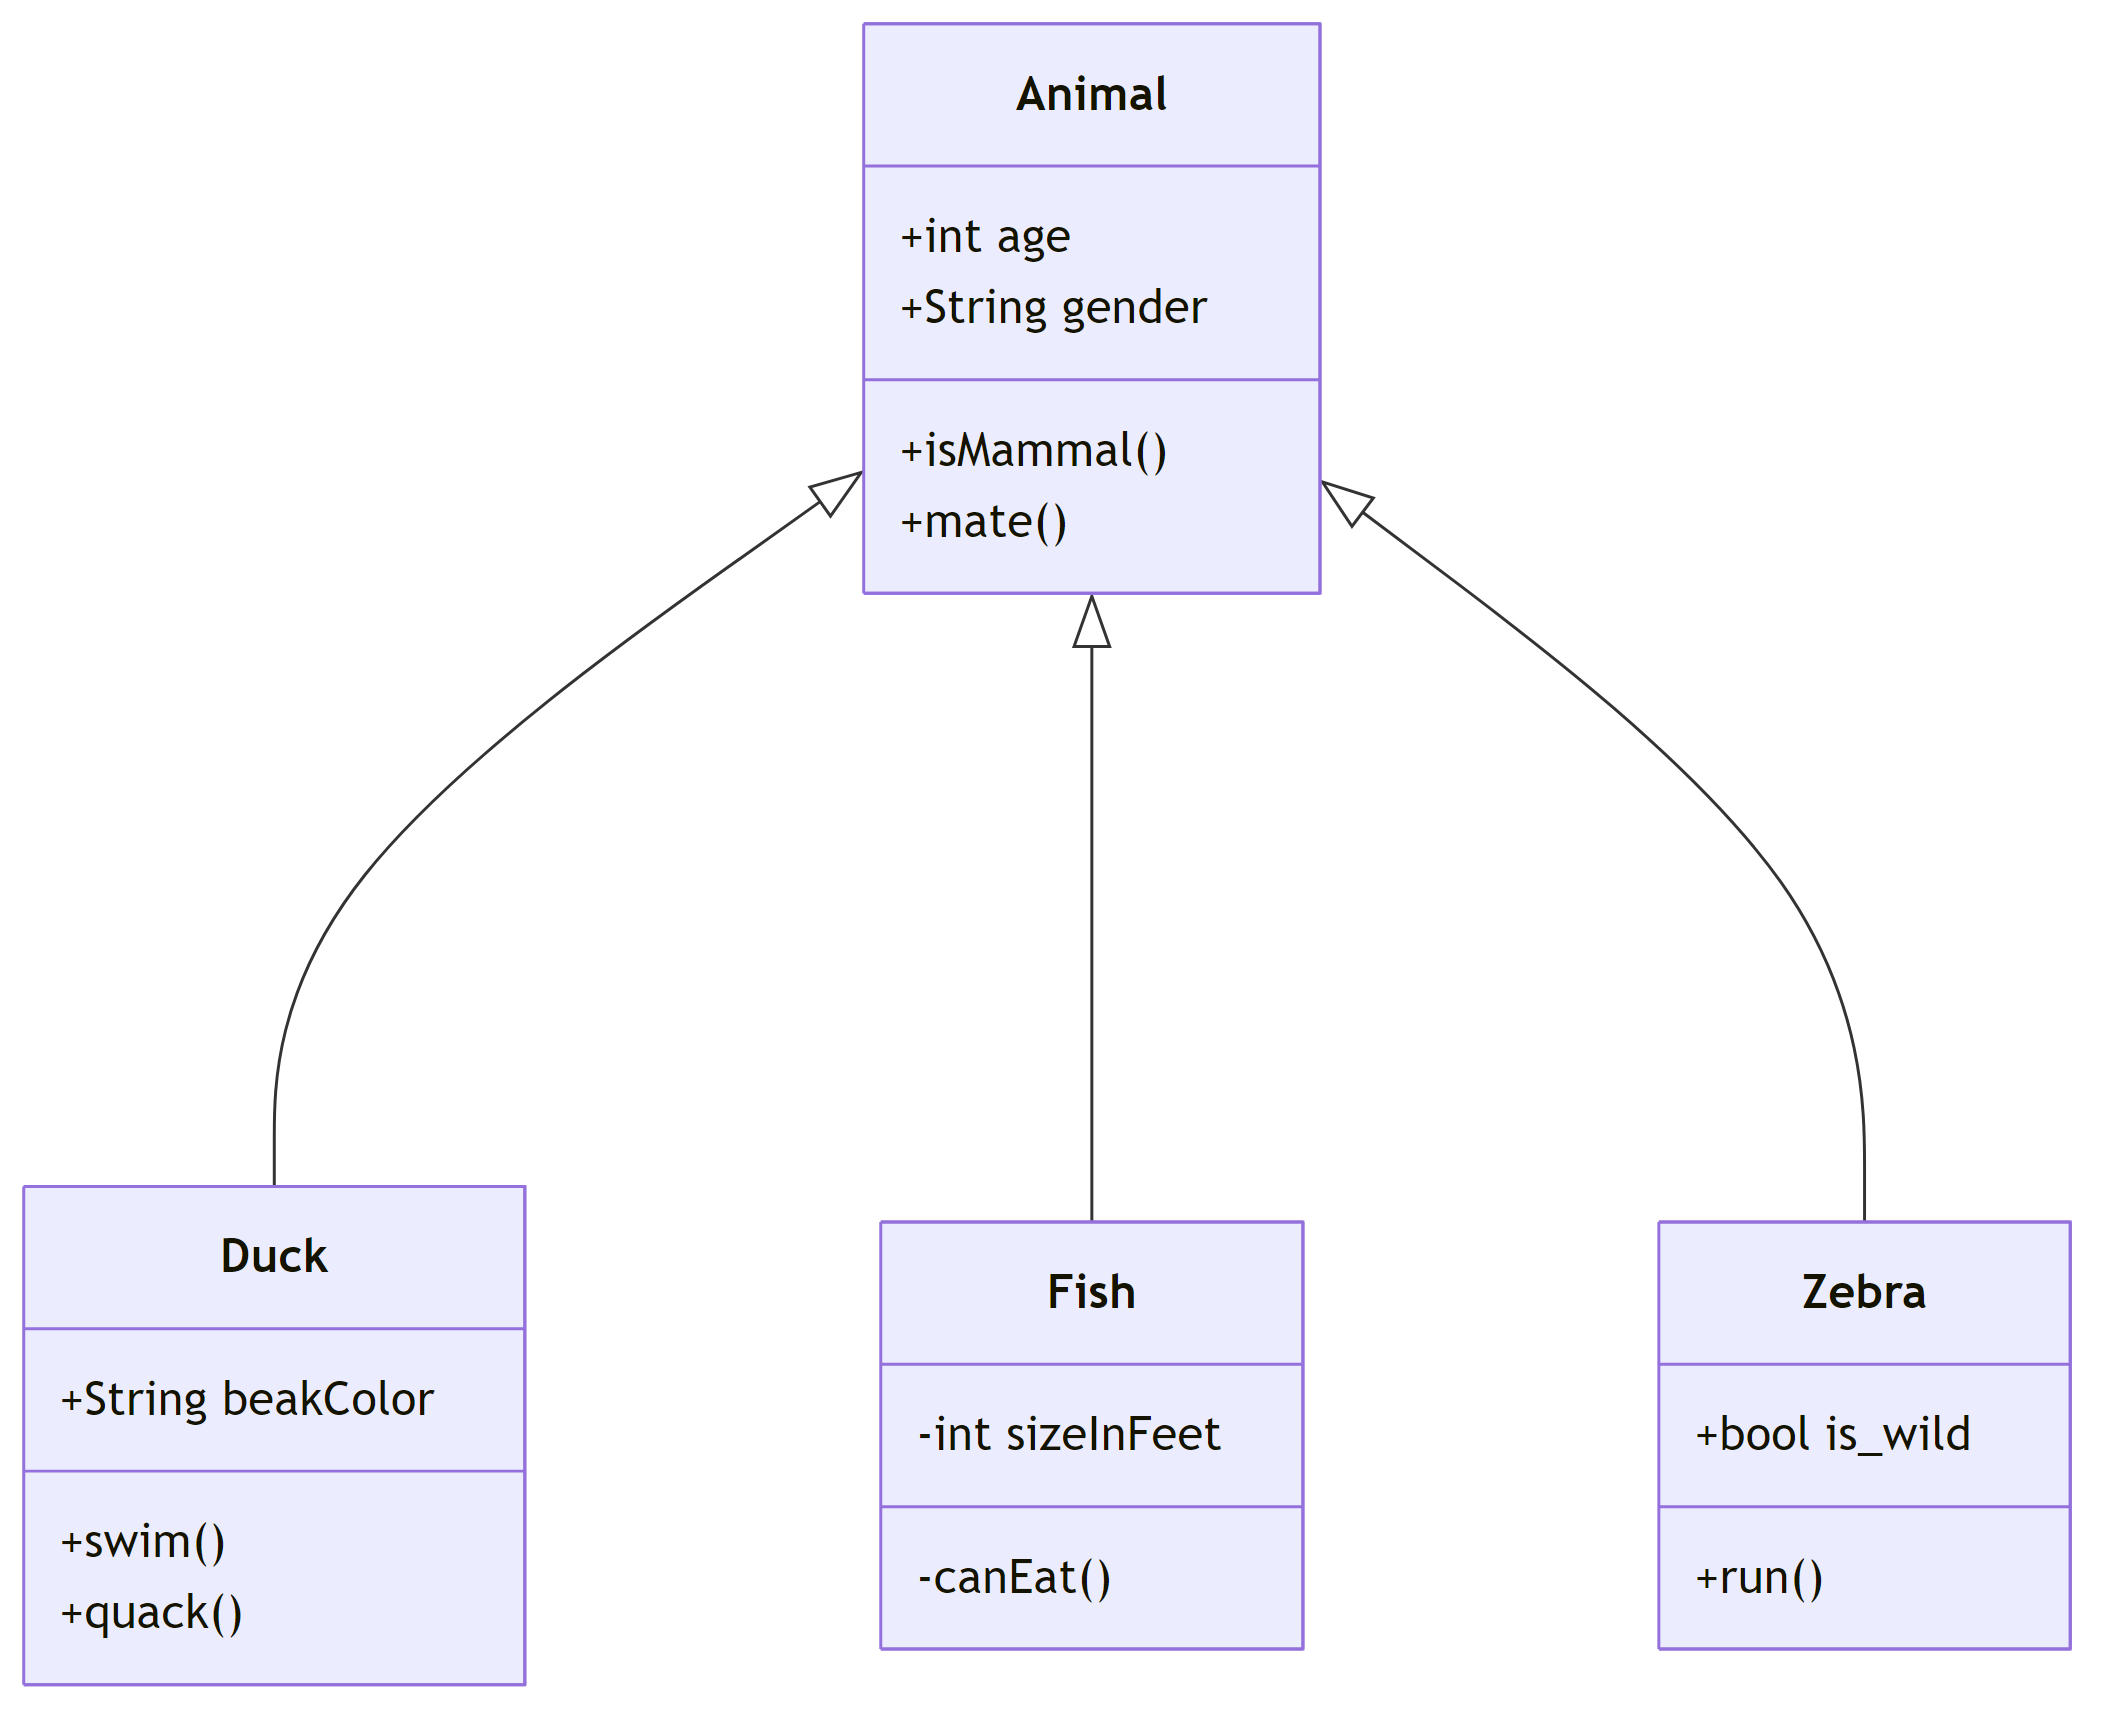 Animal
+int age
+String gender
+isMammal()
+mate()
Duck
+String beakColor
+swim()
+quack()
Fish
-int sizeInFeet
-canEat()
Zebra
+bool is_wild
+run()